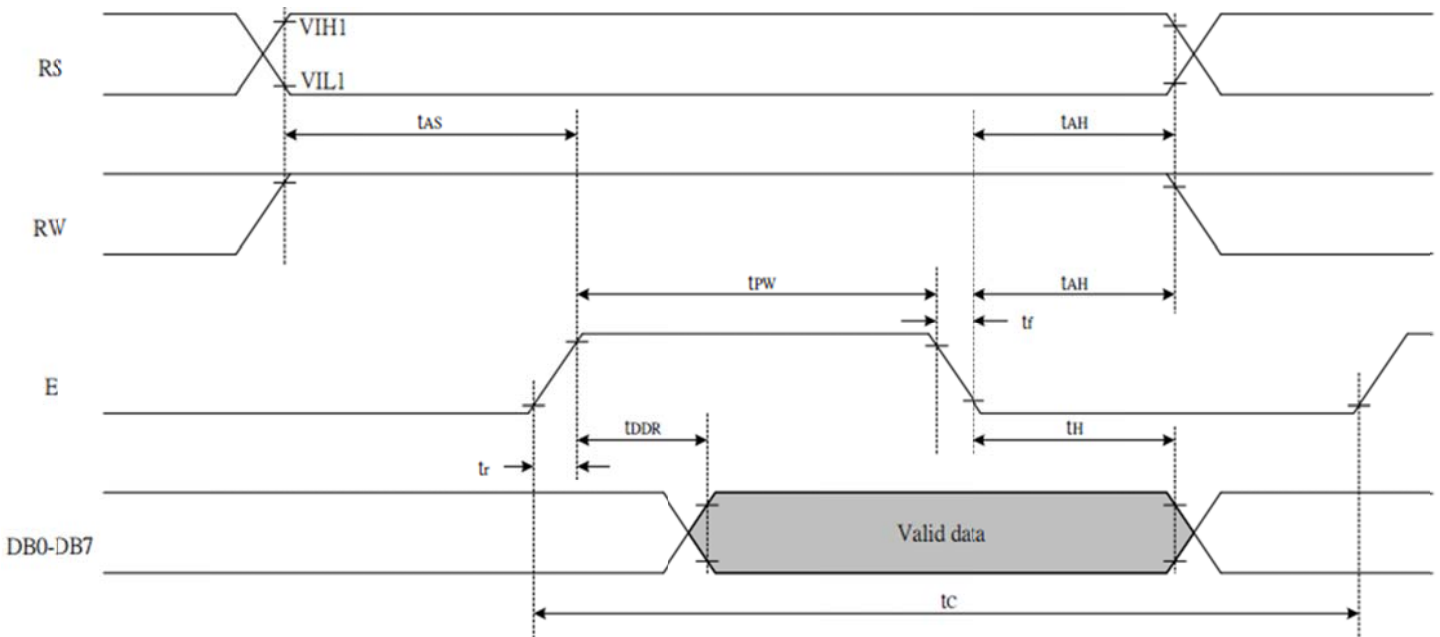 RS
VIH1
VIL1
tAS
tAH
RW
tPW
tAH
tf
E
tDDR
tH
tr
DB0-DB7
Valid data
tC